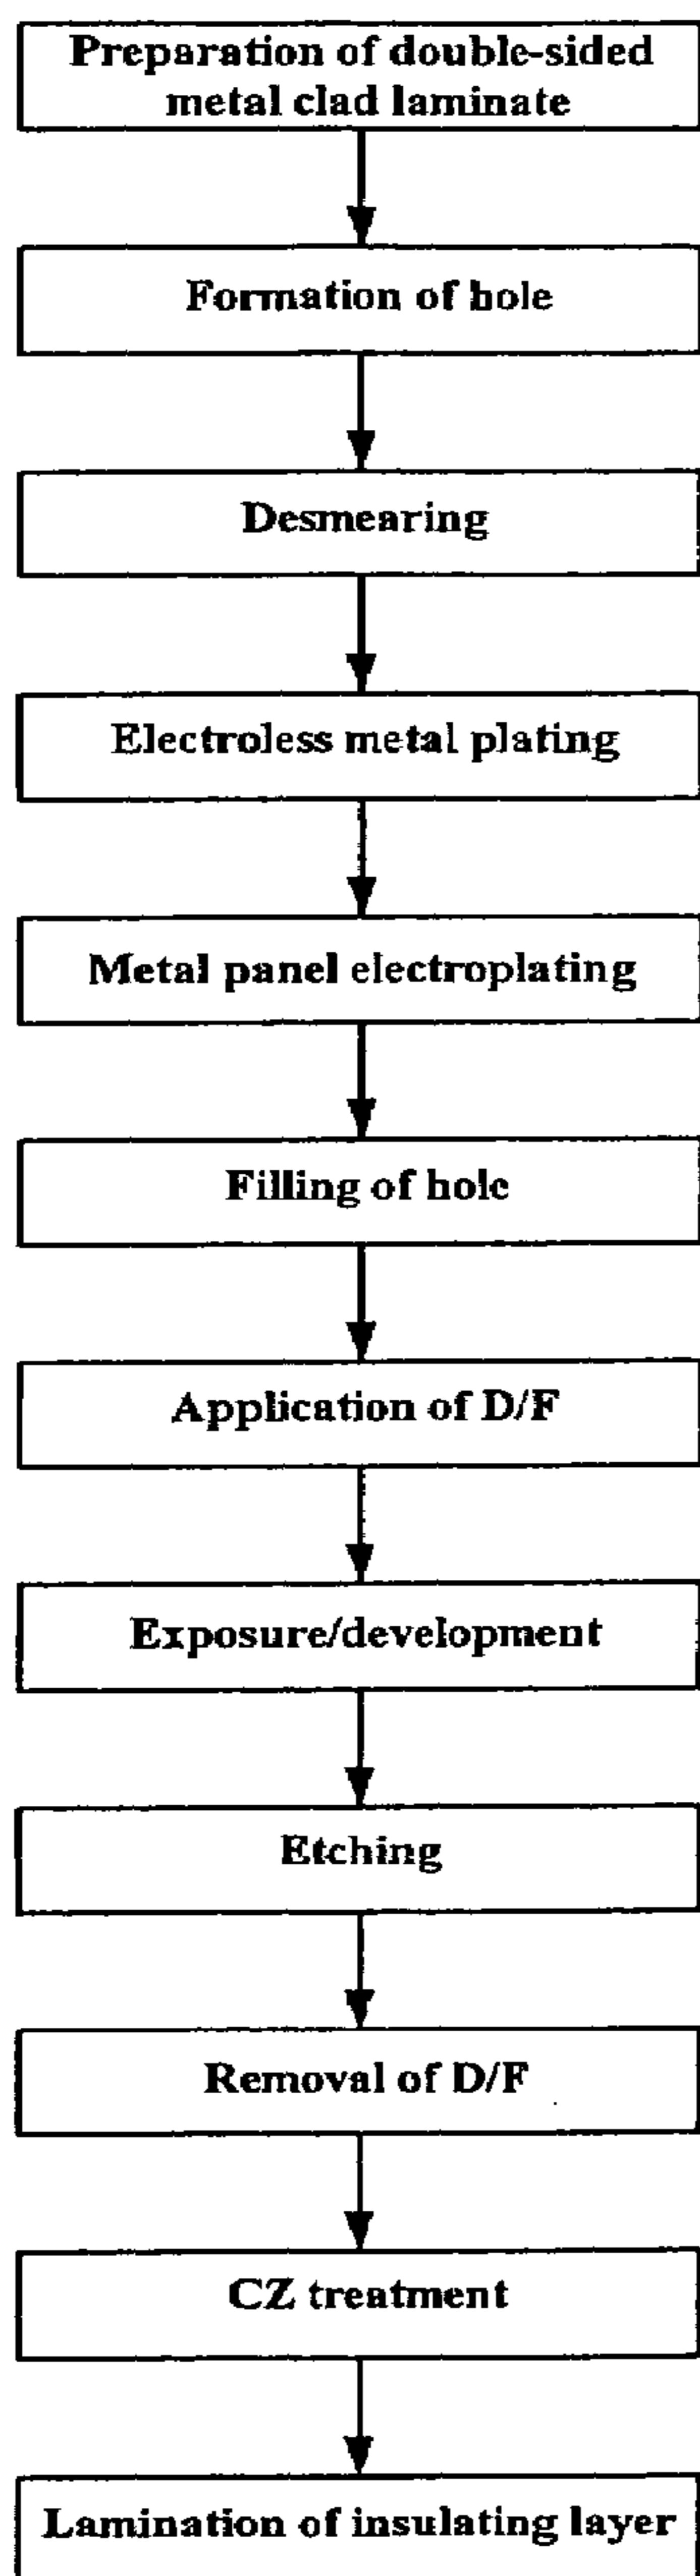 Preparation of double-sided
metal clad laminate
Formation of hole
Desmearing
Electroless metal plating
Metal panel electroplating
Filling of hole
Application of D/F
Exposure/development
Etching
Removal of D/F
CZ treatment
Lamination of insulating layer